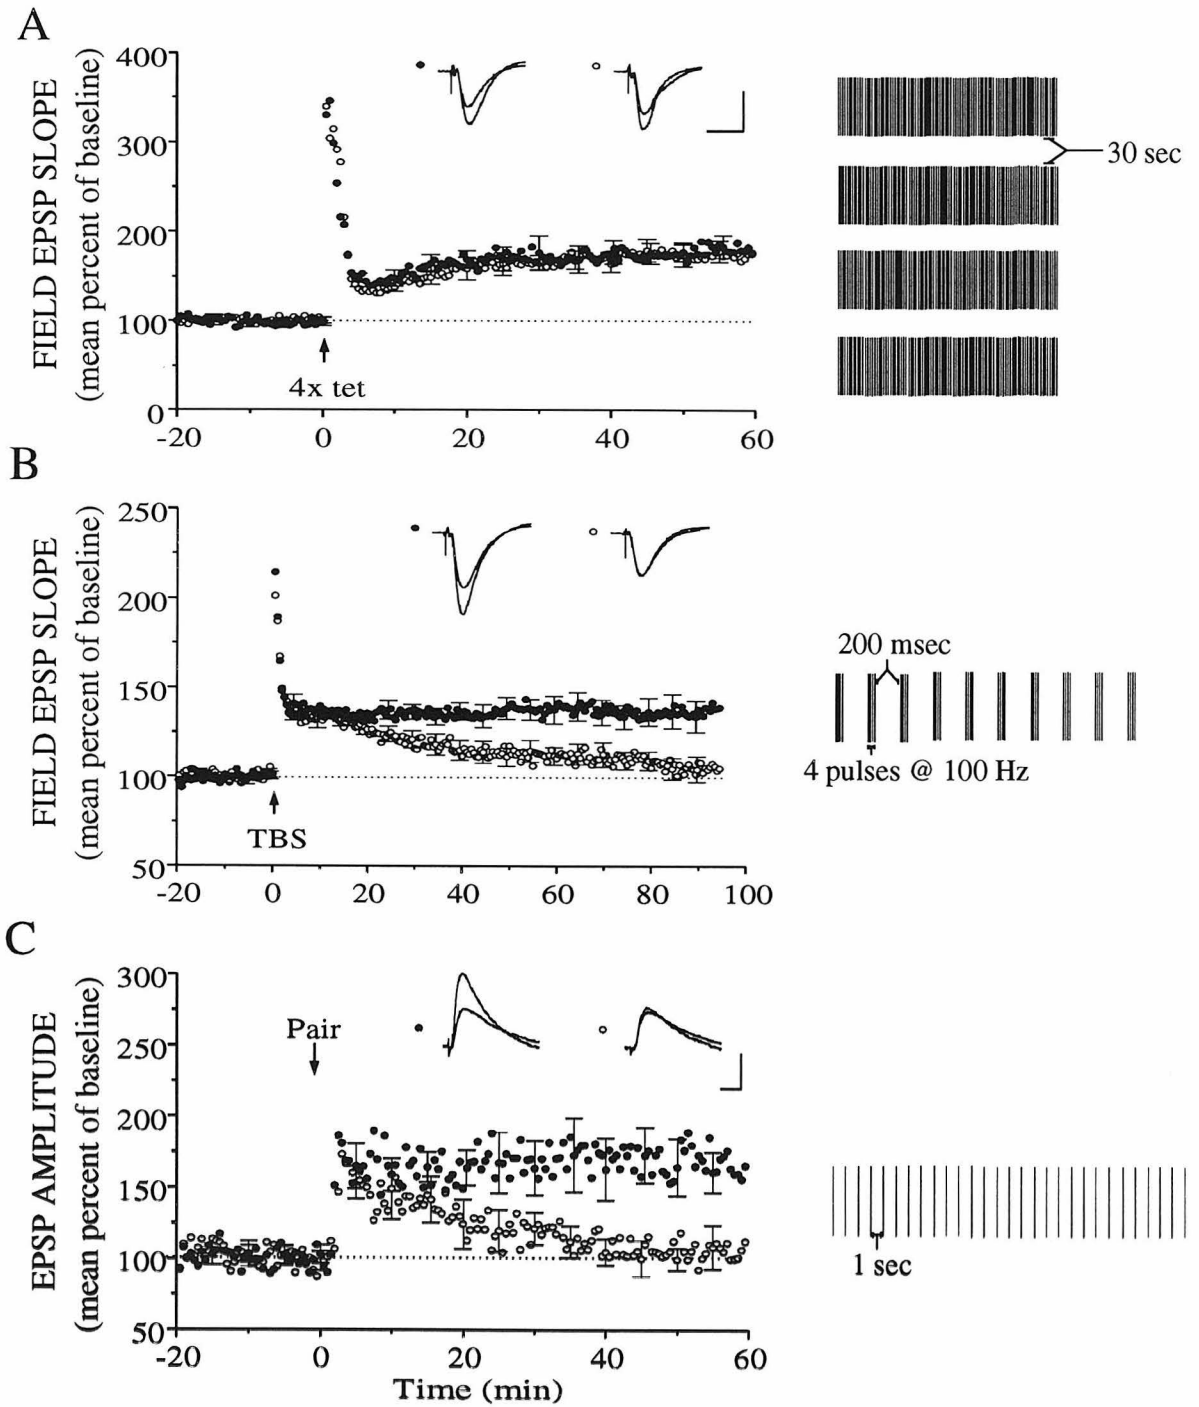 A
FIELD EPSP SLOPE
(mean percent of baseline)
400
300
200
100
0
-20
0
20
40
60
4x tet
30 sec
B
FIELD EPSP SLOPE
(mean percent of baseline)
250
200
150
100
50
-20
0
20
40
60
80
100
TBS
200 msec
4 pulses @ 100 Hz
C
EPSP AMPLITUDE
(mean percent of baseline)
300
250
200
150
100
50
-20
0
20
40
60
Pair
Time (min)
1 sec